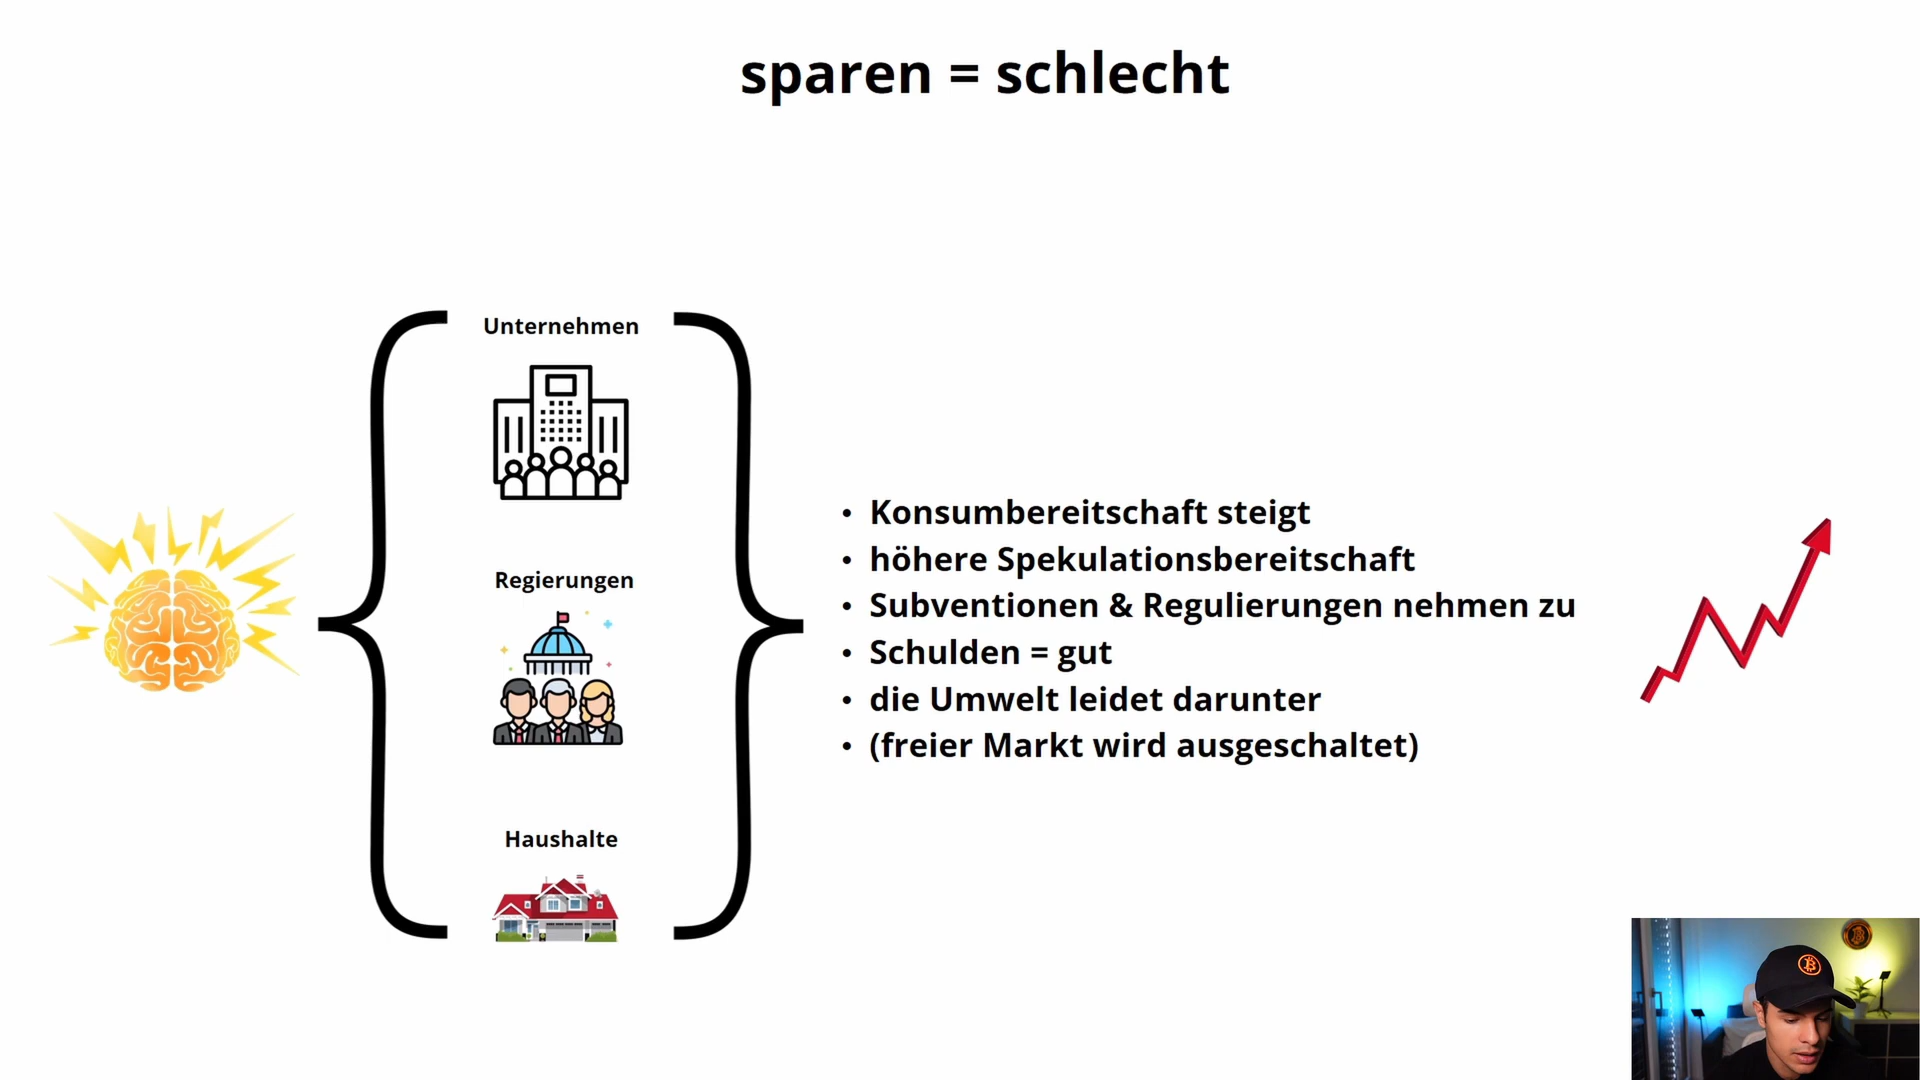 sparen = schlecht
Unternehmen
Regierungen
Haushalte
• Konsumbereitschaft steigt
• höhere Spekulationsbereitschaft
• Subventionen & Regulierungen nehmen zu
• Schulden = gut
• die Umwelt leidet darunter
• (freier Markt wird ausgeschaltet)